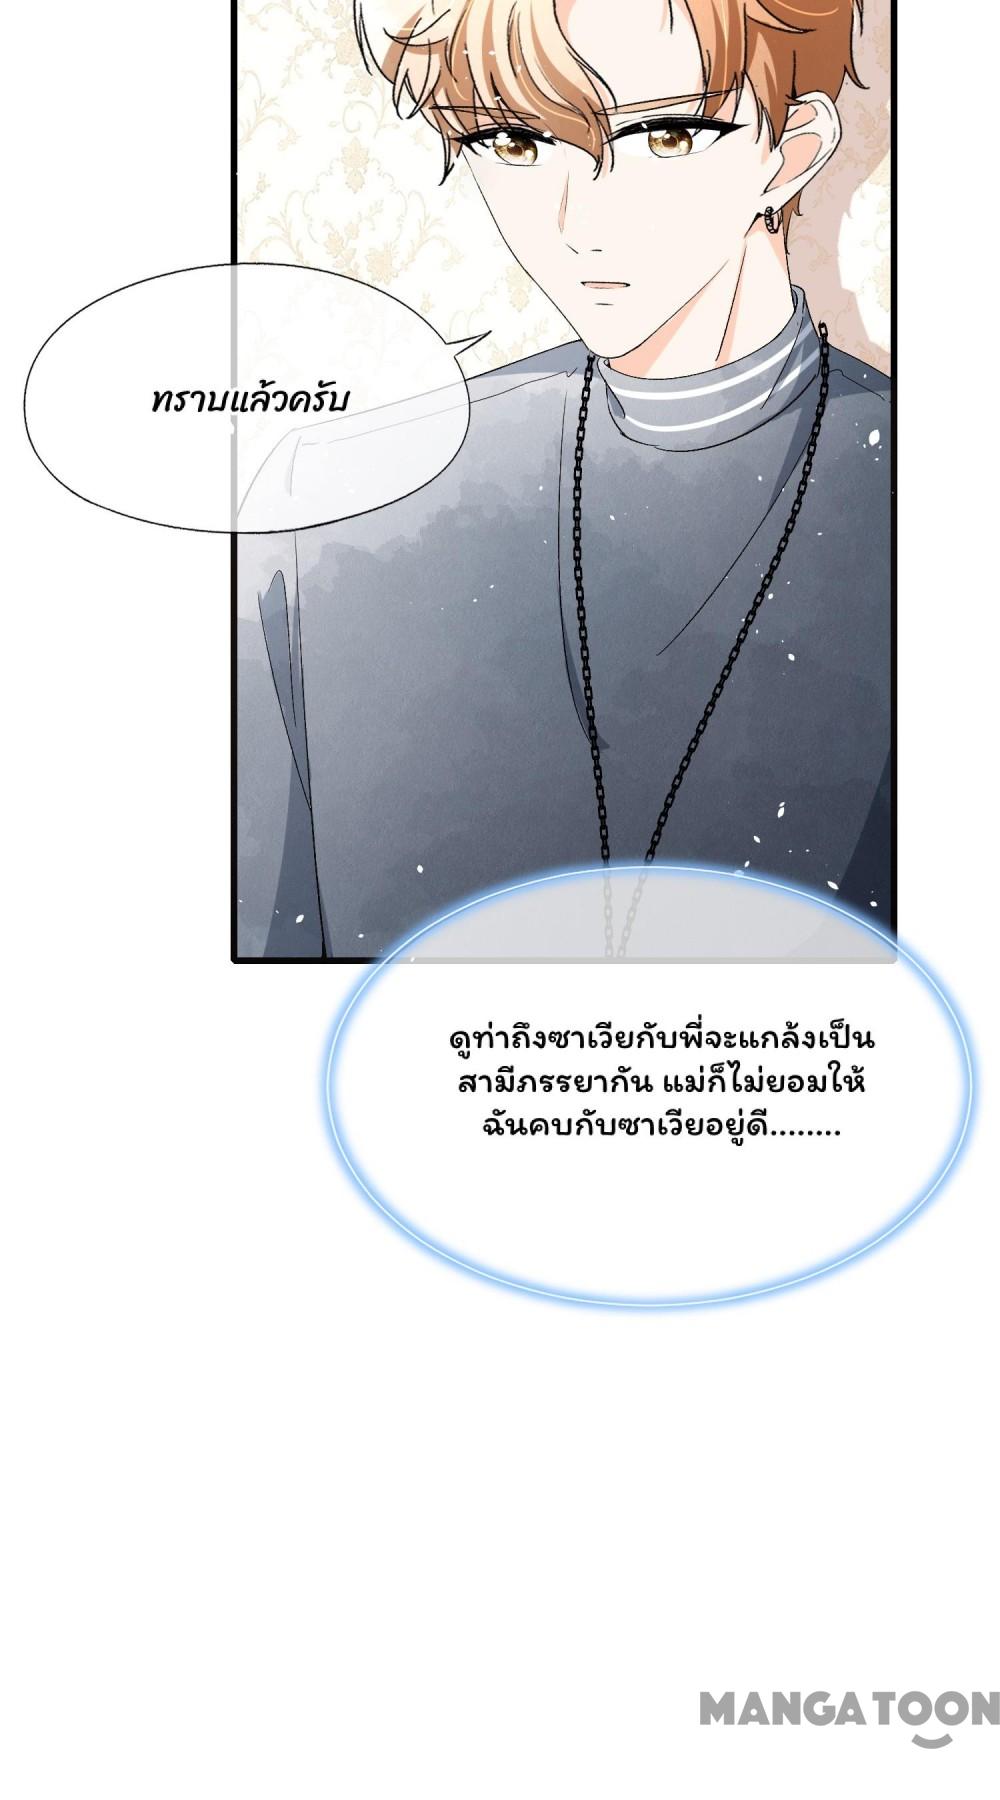 ทราบแล้วครับ
ดูท่าถึงซาเวียกับพี่จะแกล้งเป็น
สามีภรรยากัน แม่ก็ไม่ยอมให้
ฉันคบกับซาเวียอยู่ดี........
MANGATOON